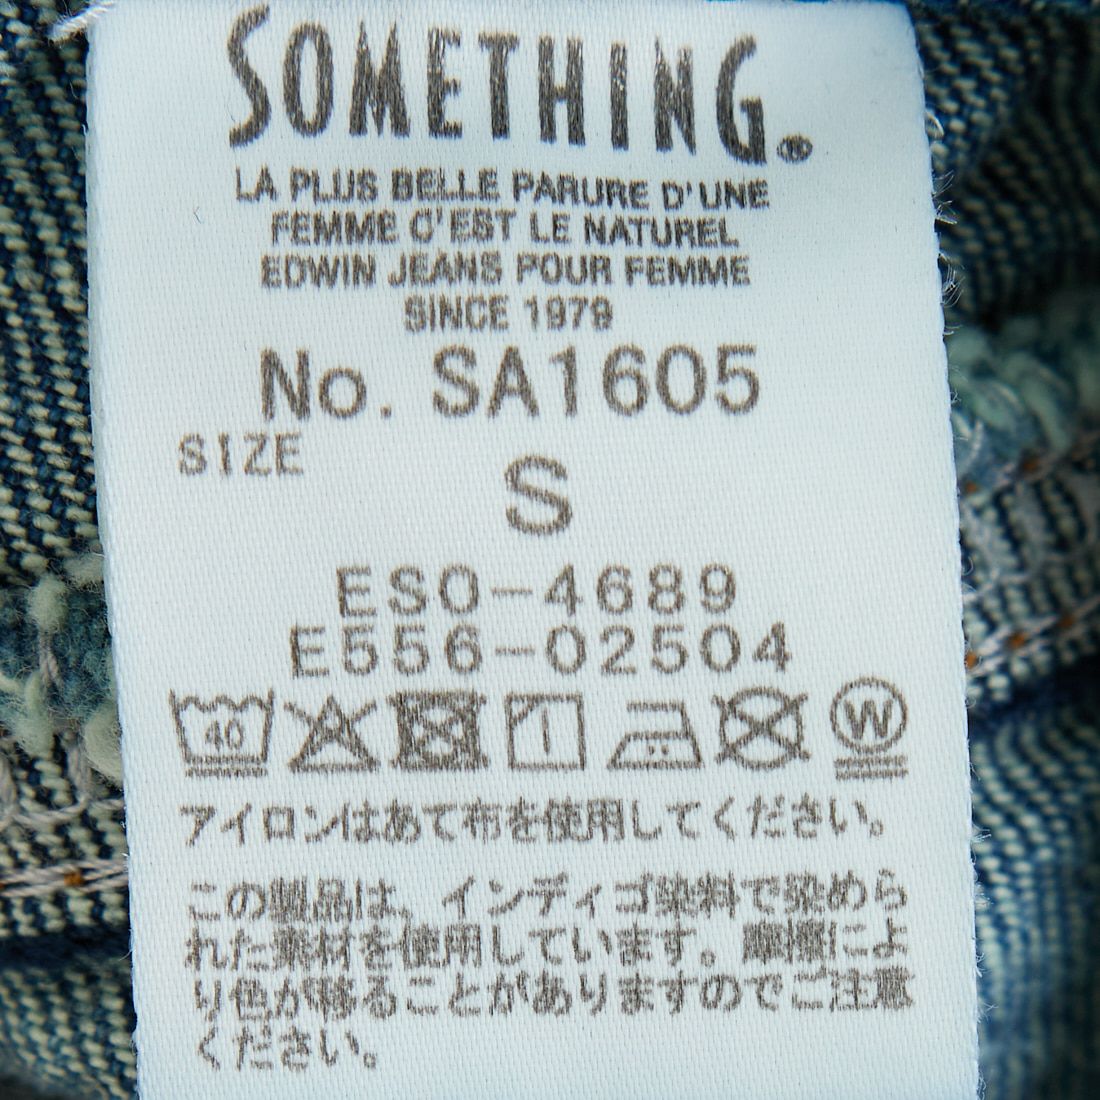 SOMETHING®
LA PLUS BELLE PARURE D'UNE
FEMME C'EST LE NATUREL
EDWIN JEANS POUR FEMME
SINCE 1979
No. SA1605
SIZE
S
ESO-4689
E556-02504
40 W
アイロンはあて布を使用してください。
この製品は、インディゴ染料で染めら
れた素材を使用しています。摩擦によ
り色が移ることがありますのでご注意
ください。